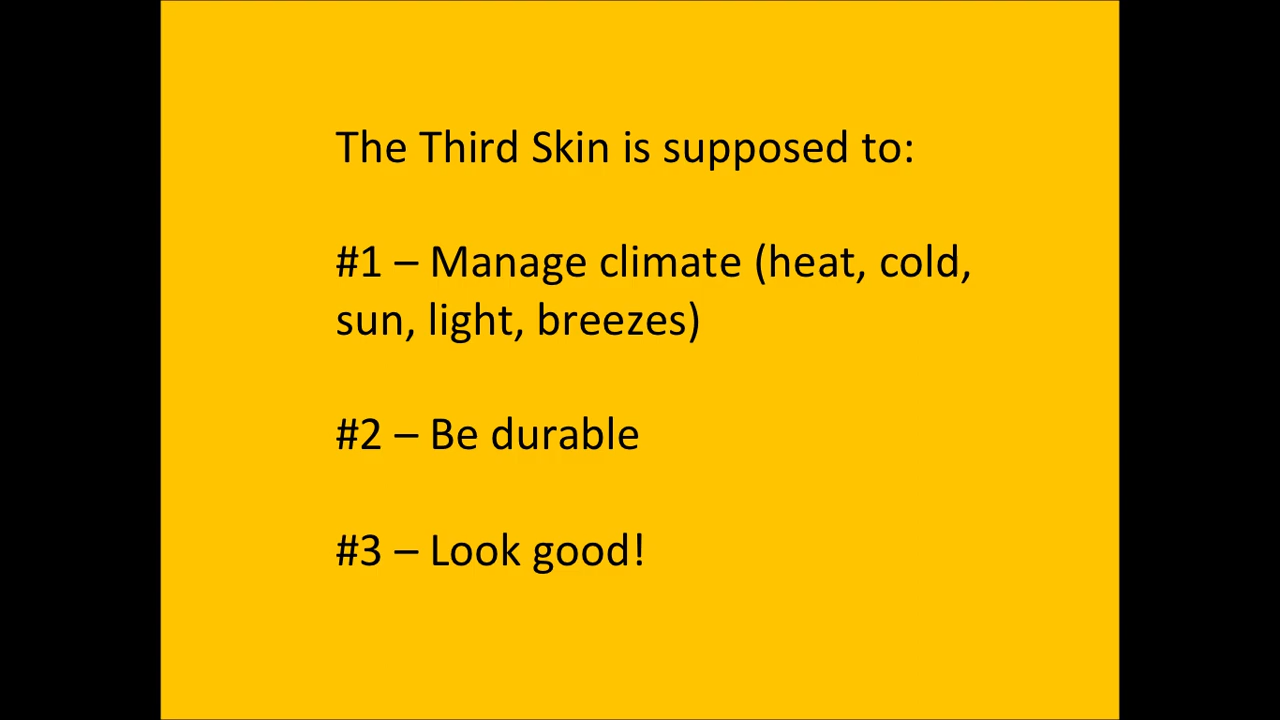 The Third Skin is supposed to:
#1 – Manage climate (heat, cold,
sun, light, breezes)
#2 – Be durable
#3 – Look good!